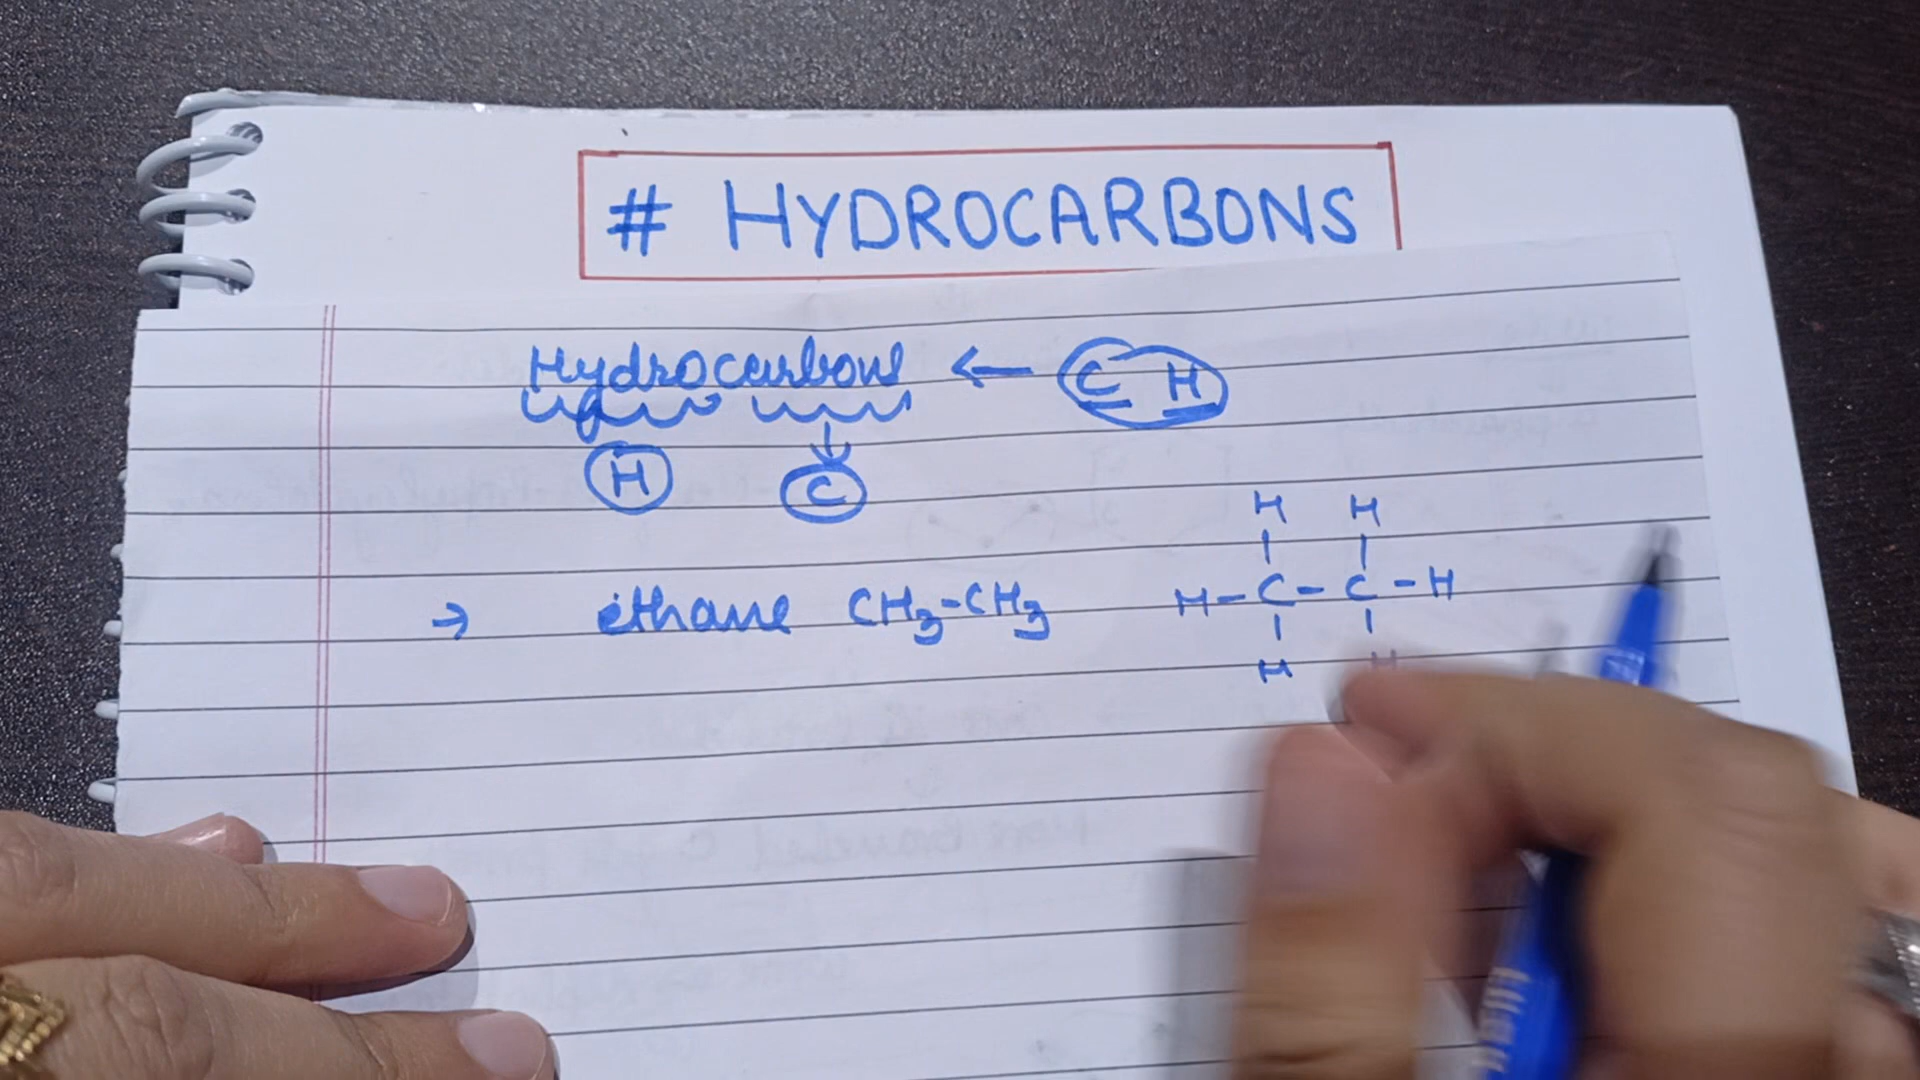 # HYDROCARBONS
Hydrocarbons ← C H
H C
→ ethane CH3-CH3
H H
H-C-C-H
H H